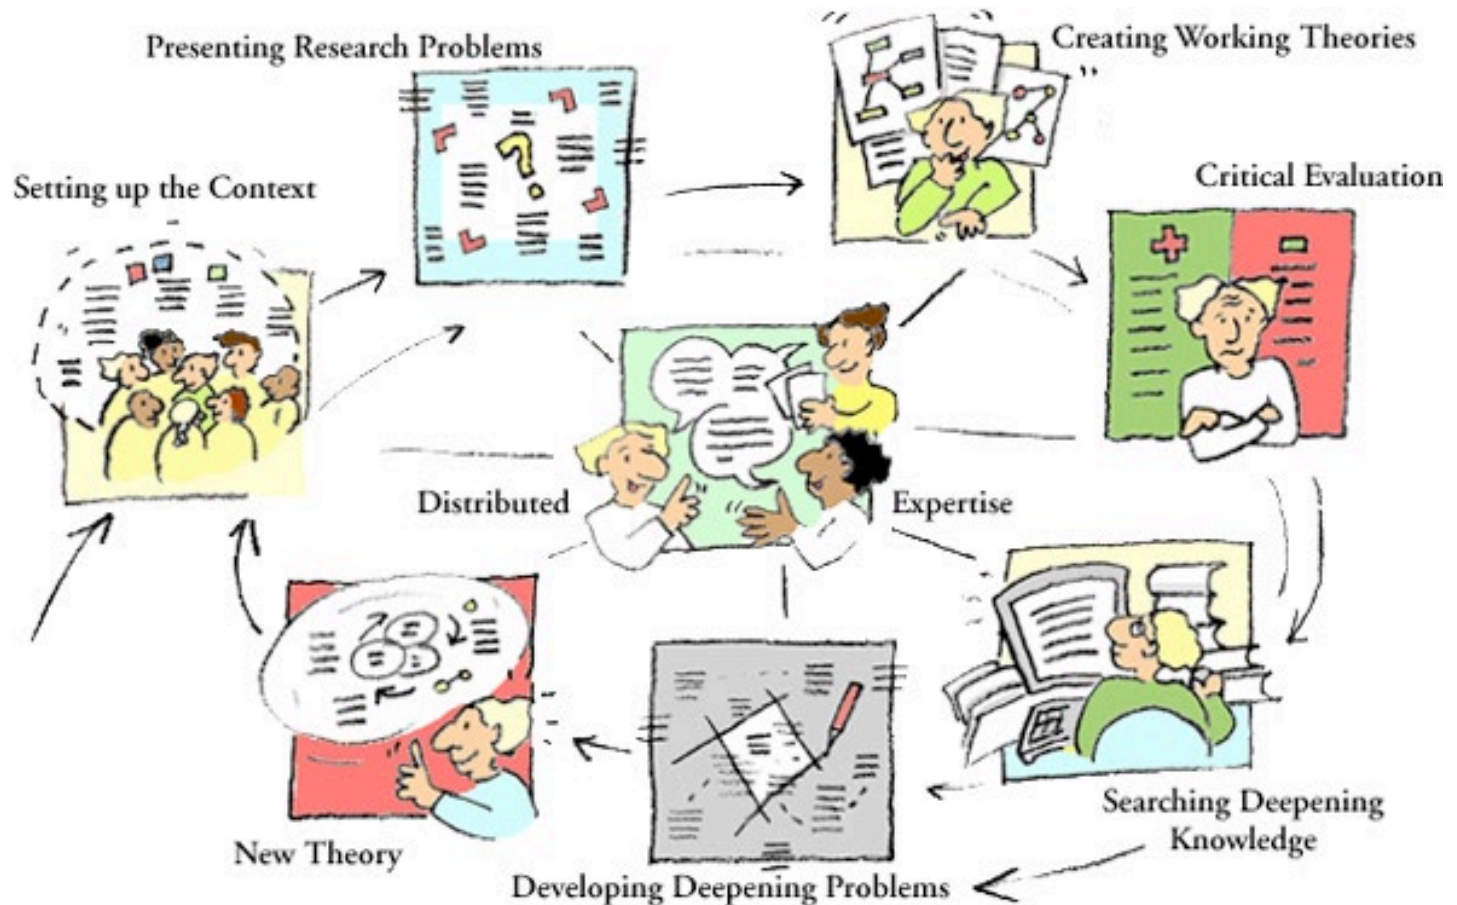 Presenting Research Problems
Creating Working Theories
Setting up the Context
Critical Evaluation
Distributed
Expertise
Searching Deepening
Knowledge
New Theory
Developing Deepening Problems